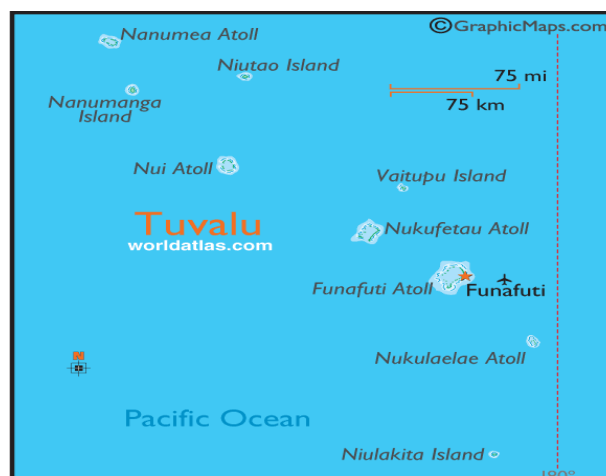 Nanumea Atoll
©GraphicMaps.com
Niutao Island
75 mi
75 km
Nanumanga
Island
Nui Atoll
Vaitupu Island
Tuvalu
worldatlas.com
Nukufetau Atoll
Funafuti Atoll
Funafuti
Nukulaelae Atoll
N
Pacific Ocean
Niulakita Island
180°